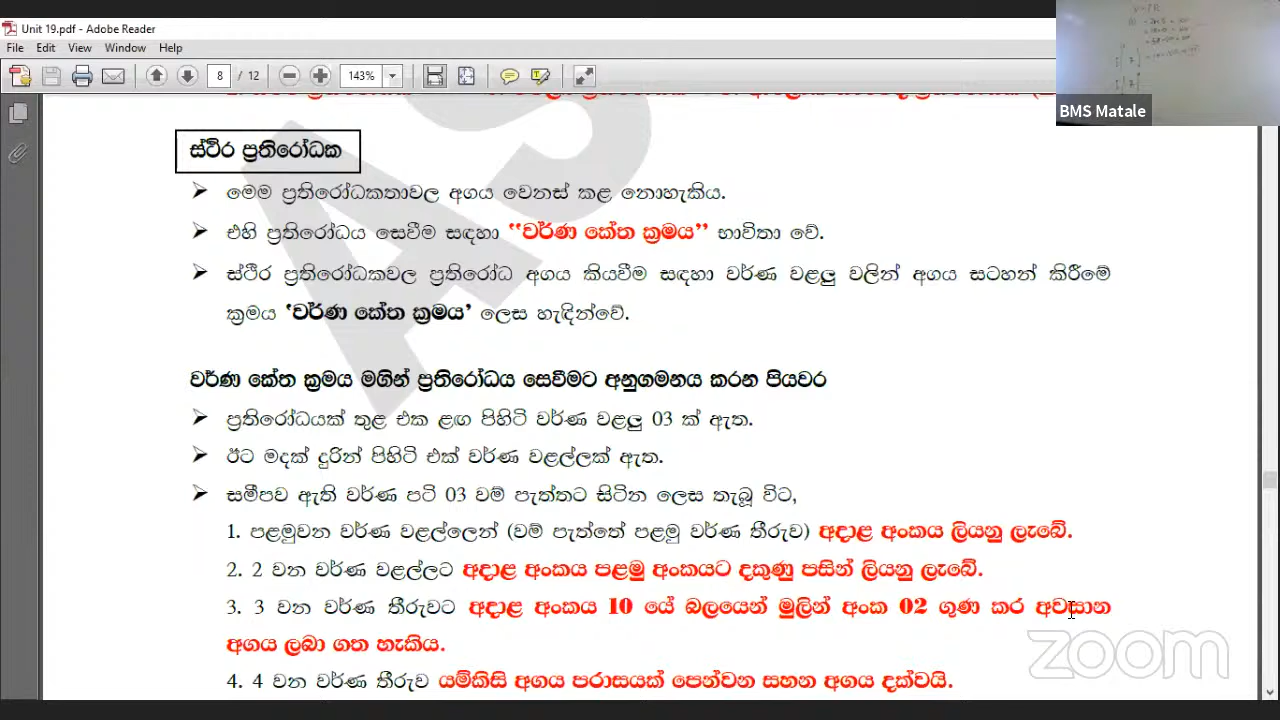 Unit 19.pdf - Adobe Reader
File Edit View Window Help
8 / 12 143%
BMS Matale
ස්ථිර ප්‍රතිරෝධක
➢ මෙම ප්‍රතිරෝධකතාවල අගය වෙනස් කළ නොහැකිය.
➢ එහි ප්‍රතිරෝධය සෙවීම සඳහා “වර්ණ කේත ක්‍රමය” භාවිතා වේ.
➢ ස්ථිර ප්‍රතිරෝධකවල ප්‍රතිරෝධ අගය කියවීම සඳහා වර්ණ වළලු වලින් අගය සටහන් කිරීමේ
ක්‍රමය ‘වර්ණ කේත ක්‍රමය’ ලෙස හැඳින්වේ.
වර්ණ කේත ක්‍රමය මගින් ප්‍රතිරෝධය සෙවීමට අනුගමනය කරන පියවර
➢ ප්‍රතිරෝධයක් තුළ එක ළඟ පිහිටි වර්ණ වළලු 03 ක් ඇත.
➢ ඊට මදක් දුරින් පිහිටි එක් වර්ණ වළල්ලක් ඇත.
➢ සමීපව ඇති වර්ණ පටි 03 වම් පැත්තට සිටින ලෙස තැබූ විට,
1. පළමුවන වර්ණ වළල්ලෙන් (වම් පැත්තේ පළමු වර්ණ තීරුව) අදාළ අංකය ලියනු ලැබේ.
2. 2 වන වර්ණ වළල්ලට අදාළ අංකය පළමු අංකයට දකුණු පසින් ලියනු ලැබේ.
3. 3 වන වර්ණ තීරුවට අදාළ අංකය 10 යේ බලයෙන් මුලින් අංක 02 ගුණ කර අවසාන
අගය ලබා ගත හැකිය.
4. 4 වන වර්ණ තීරුව යම්කිසි අගය පරාසයක් පෙන්වන සහන අගය දක්වයි.
zoom